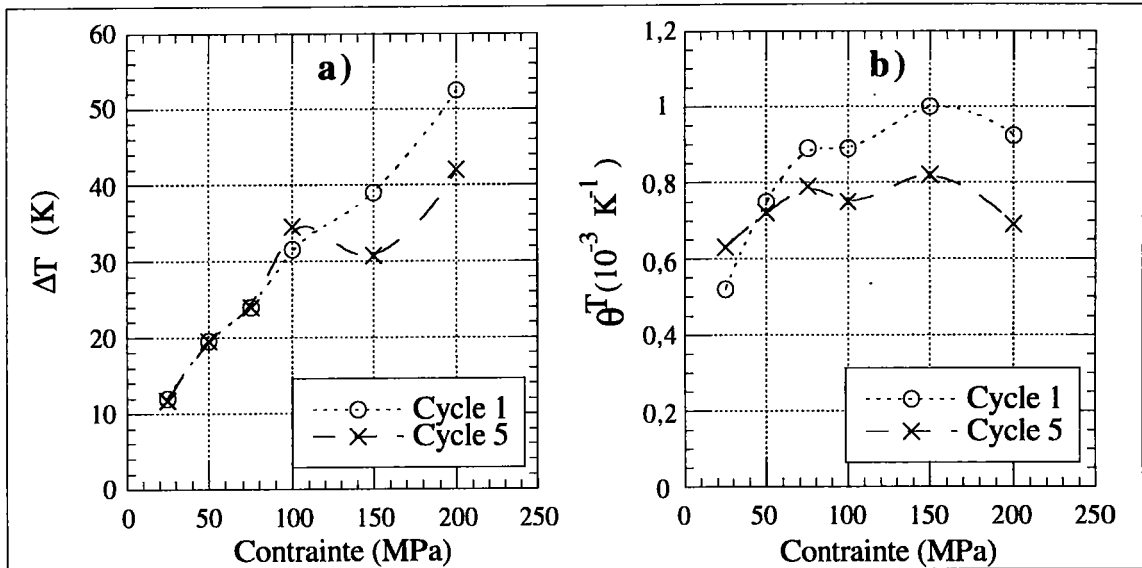 a)
60
50
40
30
20
10
0
ΔT (K)
0 50 100 150 200 250
Contrainte (MPa)
Cycle 1
Cycle 5
b)
1,2
1
0,8
0,6
0,4
0,2
0
θ^T (10^-3 K^-1)
0 50 100 150 200 250
Contrainte (MPa)
Cycle 1
Cycle 5